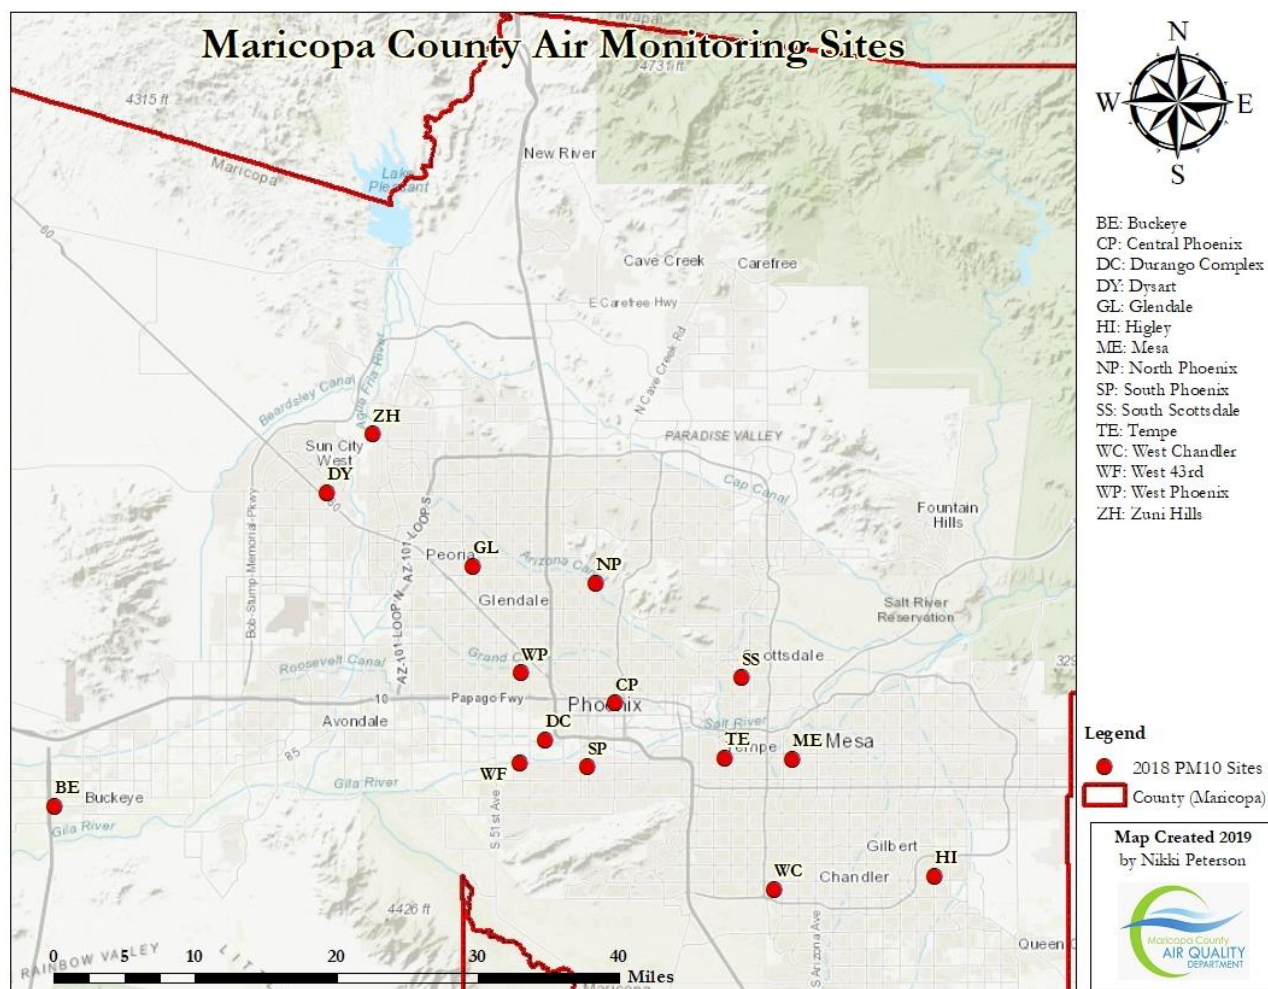 Maricopa County Air Monitoring Sites
N
W E
S
4315 ft
4731 ft
Maricopa
Lake
Pleasant
New River
60
Cave Creek
Carefree
E Carefree Hwy
N Cave Creek Rd
Beardsley Canal
Agua Fria River
ZH
Sun City
West
DY
60
PARADISE VALLEY
Cap Canal
Fountain
Hills
Bob-Stump-Memorial-Pkwy
AZ-101-LOOP S
AZ-101-LOOP N
Peoria
GL
Arizona Canal
NP
Glendale
Salt River
Reservation
Roosevelt Canal
Grand
WP
SS
10
Papago Fwy
CP
Phoenix
Avondale
DC
Salt River
85
WF
SP
TE
Tempe
ME
Mesa
BE
Buckeye
Gila River
Gila River
S 51st Ave
Gilbert
WC
Chandler
HI
4426 ft
S Arizona Ave
Queen
RAINBOW VALLEY
0 5 10 20 30 40
Miles
Maricopa
BE: Buckeye
CP: Central Phoenix
DC: Durango Complex
DY: Dysart
GL: Glendale
HI: Higley
ME: Mesa
NP: North Phoenix
SP: South Phoenix
SS: South Scottsdale
TE: Tempe
WC: West Chandler
WF: West 43rd
WP: West Phoenix
ZH: Zuni Hills
Legend
2018 PM10 Sites
County (Maricopa)
Map Created 2019
by Nikki Peterson
Maricopa County
AIR QUALITY
DEPARTMENT